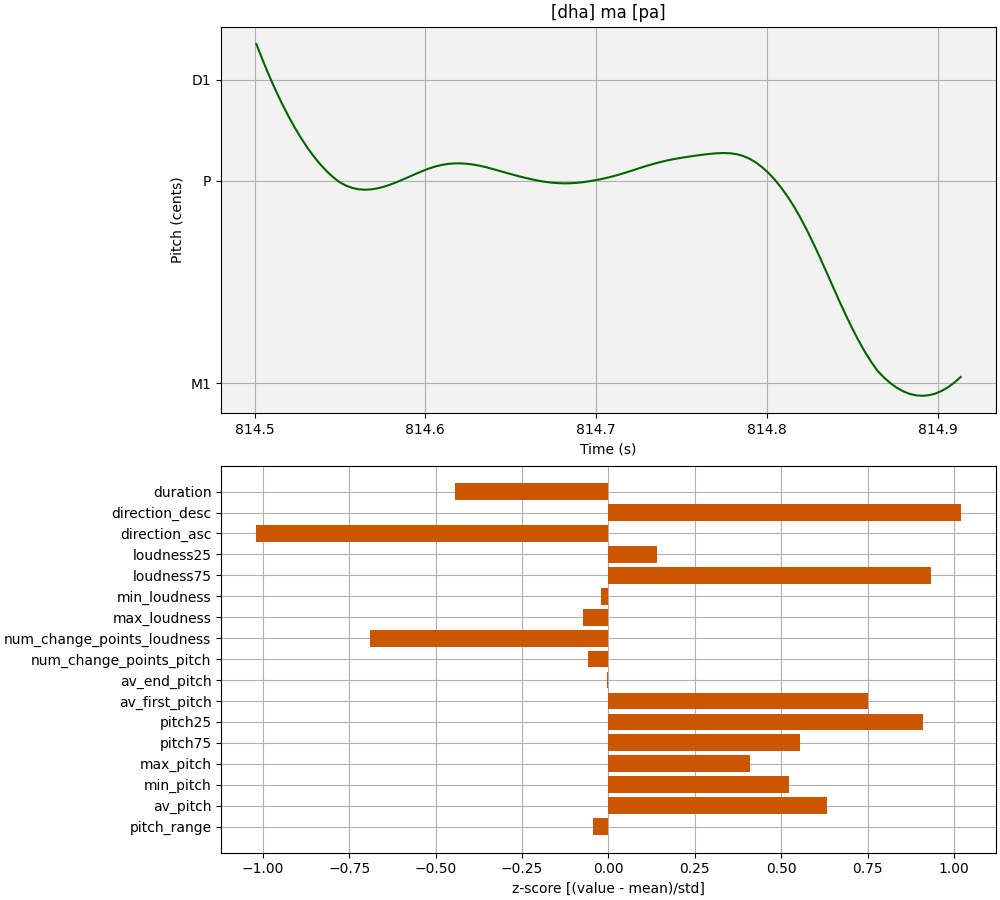 [dha] ma [pa]
D1
P
M1
Pitch (cents)
814.5 814.6 814.7 814.8 814.9
Time (s)
duration
direction_desc
direction_asc
loudness25
loudness75
min_loudness
max_loudness
num_change_points_loudness
num_change_points_pitch
av_end_pitch
av_first_pitch
pitch25
pitch75
max_pitch
min_pitch
av_pitch
pitch_range
−1.00 −0.75 −0.50 −0.25 0.00 0.25 0.50 0.75 1.00
z-score [(value - mean)/std]